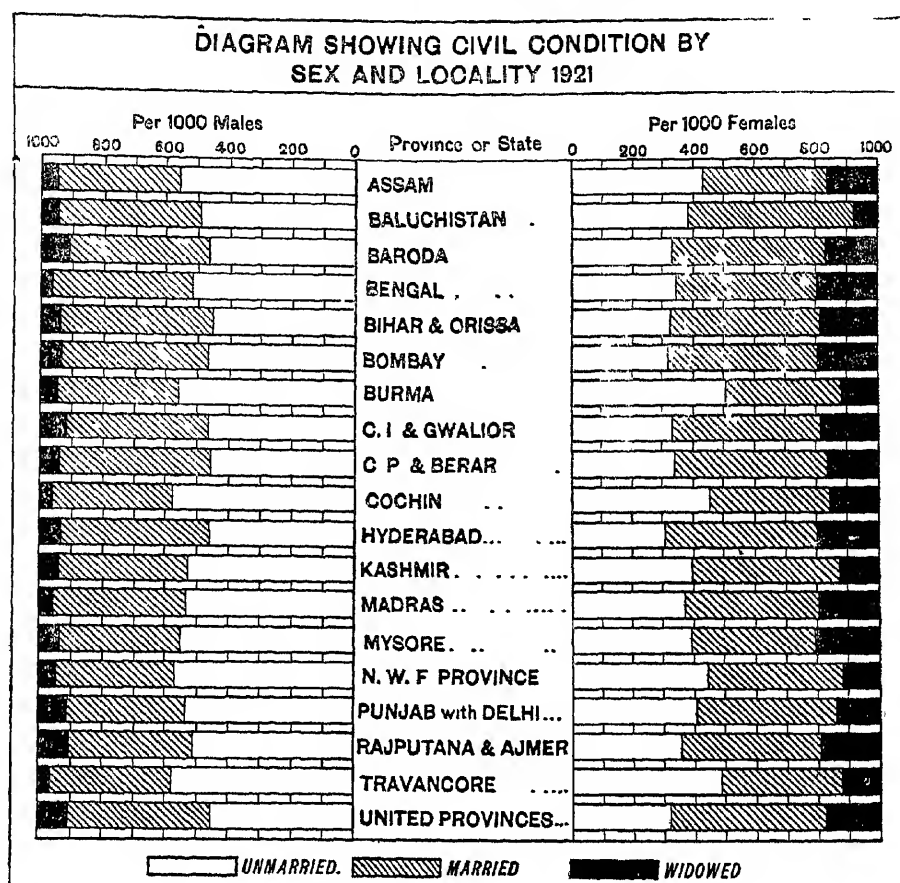 DIAGRAM SHOWING CIVIL CONDITION BY
SEX AND LOCALITY 1921
Per 1000 Males
Per 1000 Females
1000 800 600 400 200 0 Province or State 0 200 400 600 800 1000
ASSAM
BALUCHISTAN .
BARODA
BENGAL . . ..
BIHAR & ORISSA
BOMBAY .
BURMA
C. I & GWALIOR
C P & BERAR .
COCHIN ..
HYDERABAD... . ....
KASHMIR. . . . . ....
MADRAS .. . . .....
MYSORE. .. ..
N. W. F PROVINCE
PUNJAB with DELHI...
RAJPUTANA & AJMER
TRAVANCORE .....
UNITED PROVINCES...
UNMARRIED. MARRIED WIDOWED